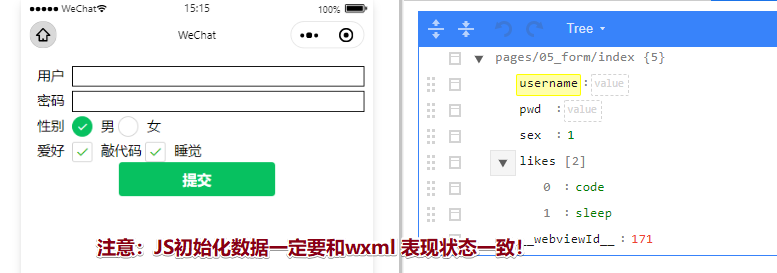 WeChat
15:15
100%
WeChat
用户
密码
性别 男 女
爱好 敲代码 睡觉
提交
Tree
pages/05_form/index {5}
username : value
pwd : value
sex : 1
likes [2]
0 : code
1 : sleep
__webviewId__ : 171
注意：JS初始化数据一定要和wxml 表现状态一致！